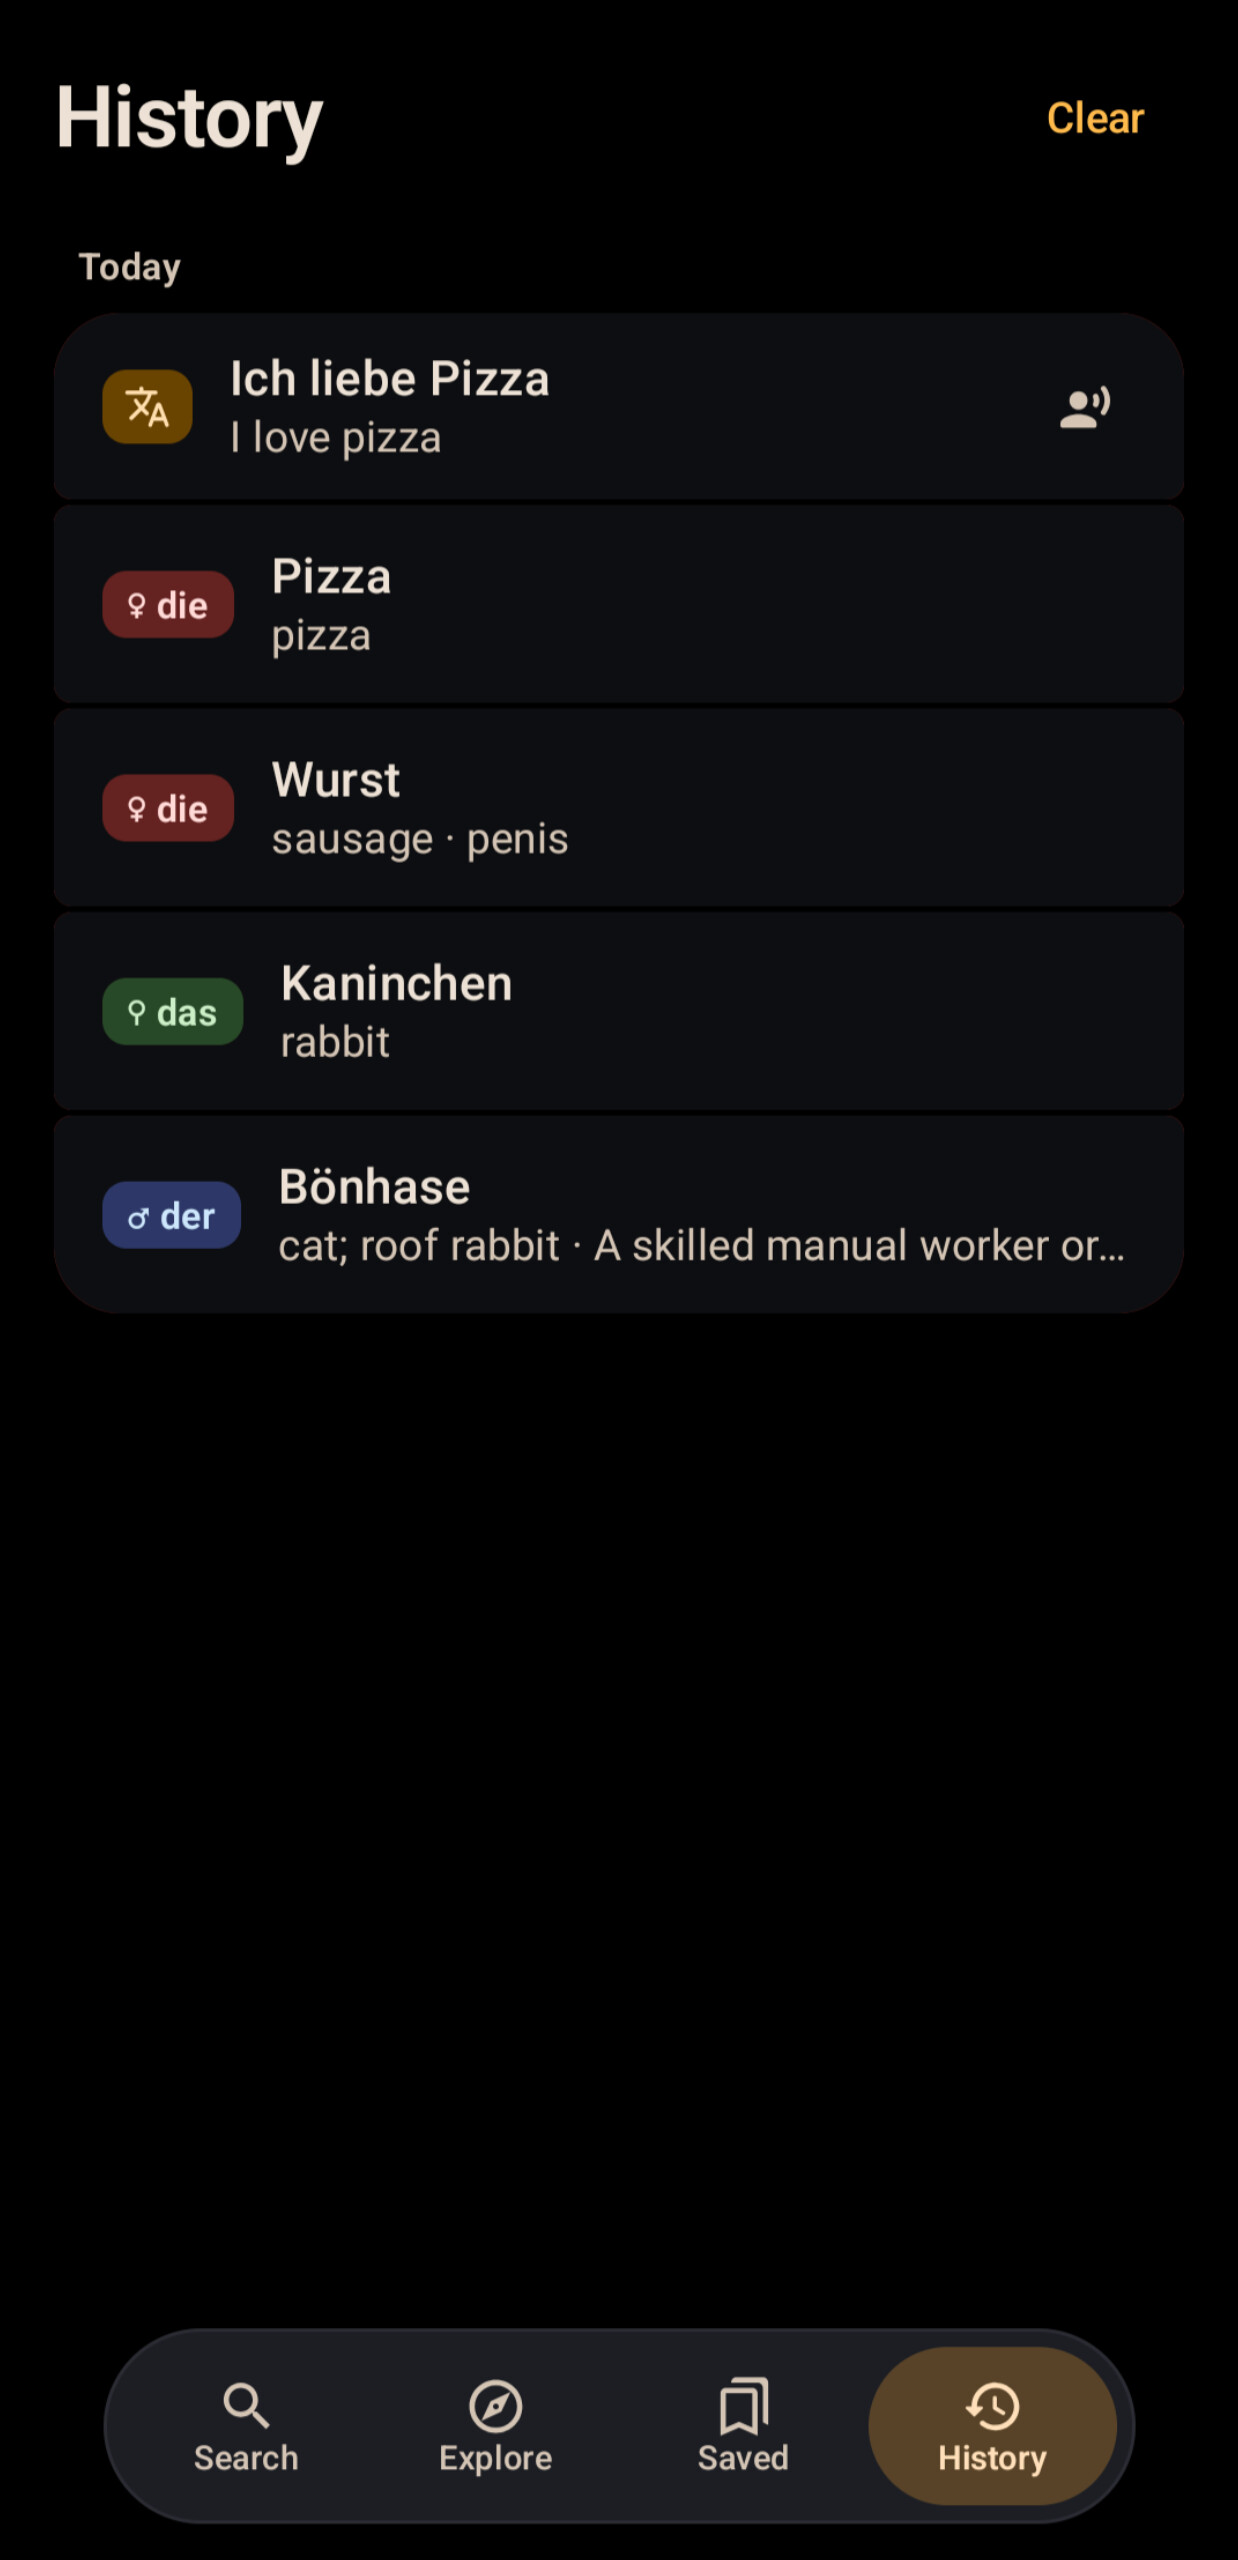 History
Clear
Today
Ich liebe Pizza
I love pizza
♀ die
Pizza
pizza
♀ die
Wurst
sausage · penis
⚲ das
Kaninchen
rabbit
♂ der
Bönhase
cat; roof rabbit · A skilled manual worker or...
Search
Explore
Saved
History